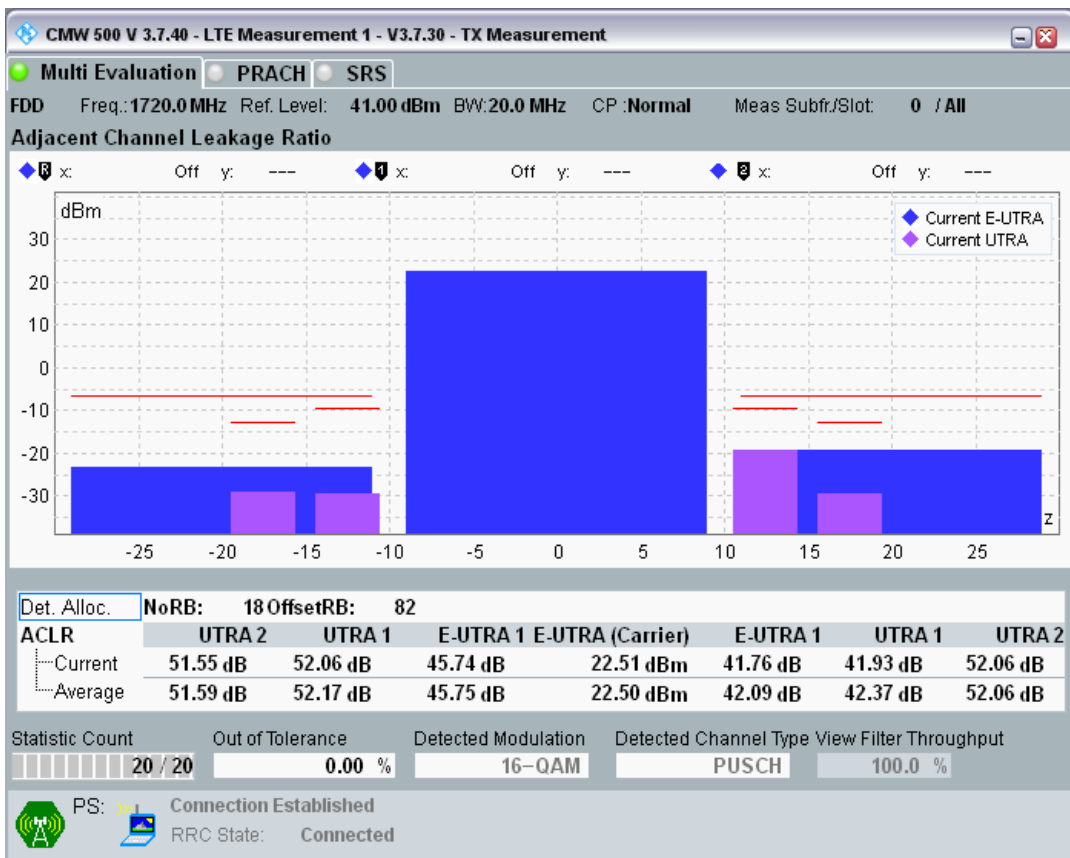 CMW 500 V 3.7.40 - LTE Measurement 1 - V3.7.30 - TX Measurement
Multi Evaluation PRACH SRS
FDD Freq.:1720.0 MHz Ref. Level: 41.00 dBm BW:20.0 MHz CP :Normal Meas Subfr./Slot: 0 / All
Adjacent Channel Leakage Ratio
R x: Off y: --- 1 x: Off y: --- 2 x: Off y: ---
dBm
Current E-UTRA
Current UTRA
30
20
10
0
-10
-20
-30
z
-25 -20 -15 -10 -5 0 5 10 15 20 25
Det. Alloc. NoRB: 18 OffsetRB: 82
ACLR UTRA 2 UTRA 1 E-UTRA 1 E-UTRA (Carrier) E-UTRA 1 UTRA 1 UTRA 2
Current 51.55 dB 52.06 dB 45.74 dB 22.51 dBm 41.76 dB 41.93 dB 52.06 dB
Average 51.59 dB 52.17 dB 45.75 dB 22.50 dBm 42.09 dB 42.37 dB 52.06 dB
Statistic Count Out of Tolerance Detected Modulation Detected Channel Type View Filter Throughput
20 / 20 0.00 % 16-QAM PUSCH 100.0 %
PS: Connection Established
RRC State: Connected